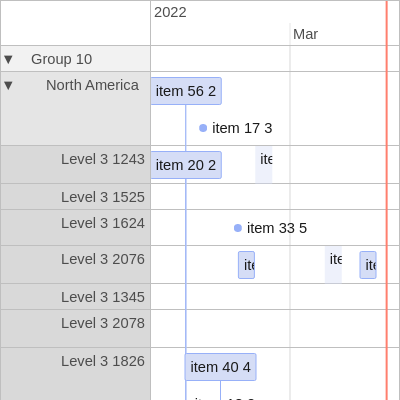 2022
Mar
▼ Group 10
▼ North America
item 56 2
item 17 3
Level 3 1243
item 20 2
ite
Level 3 1525
Level 3 1624
item 33 5
Level 3 2076
ite
ite
ite
Level 3 1345
Level 3 2078
Level 3 1826
item 40 4